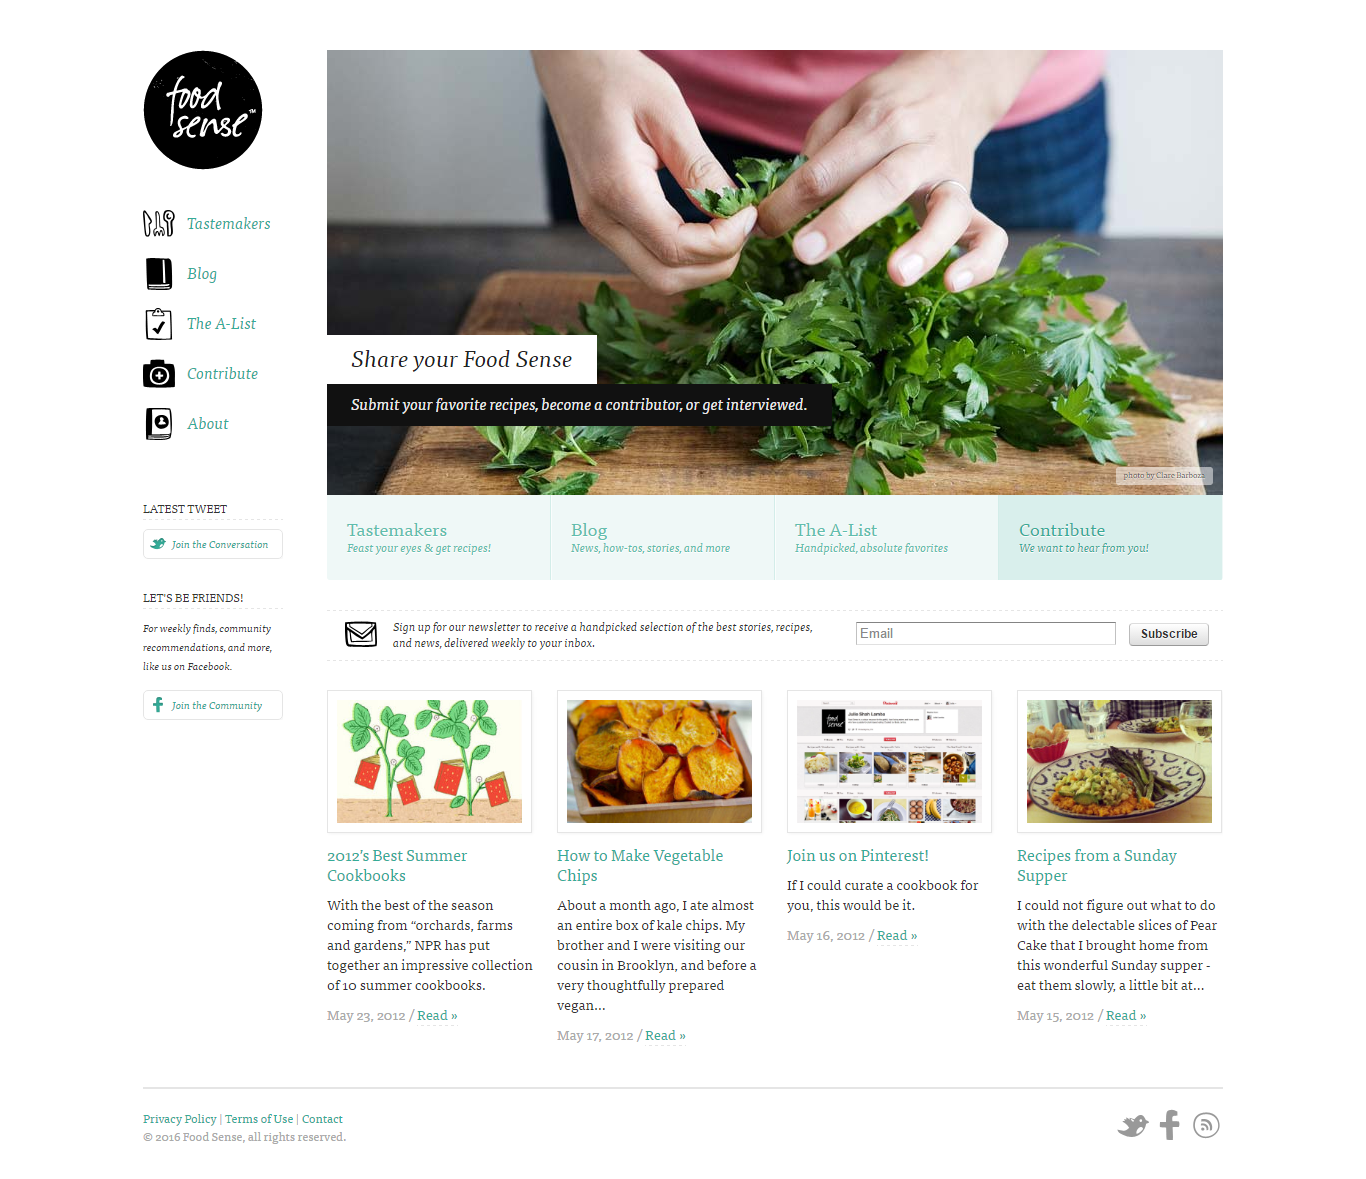 food
sense™
Tastemakers
Blog
The A-List
Contribute
About
LATEST TWEET
Join the Conversation
LET'S BE FRIENDS!
For weekly finds, community
recommendations, and more,
like us on Facebook.
Join the Community
Share your Food Sense
Submit your favorite recipes, become a contributor, or get interviewed.
photo by Clare Barboza
Tastemakers
Feast your eyes & get recipes!
Blog
News, how-tos, stories, and more
The A-List
Handpicked, absolute favorites
Contribute
We want to hear from you!
Sign up for our newsletter to receive a handpicked selection of the best stories, recipes,
and news, delivered weekly to your inbox.
Email
Subscribe
food
sense
Julie Shah Lamba
2012’s Best Summer
Cookbooks
With the best of the season
coming from “orchards, farms
and gardens,” NPR has put
together an impressive collection
of 10 summer cookbooks.
May 23, 2012 / Read »
How to Make Vegetable
Chips
About a month ago, I ate almost
an entire box of kale chips. My
brother and I were visiting our
cousin in Brooklyn, and before a
very thoughtfully prepared
vegan...
May 17, 2012 / Read »
Join us on Pinterest!
If I could curate a cookbook for
you, this would be it.
May 16, 2012 / Read »
Recipes from a Sunday
Supper
I could not figure out what to do
with the delectable slices of Pear
Cake that I brought home from
this wonderful Sunday supper -
eat them slowly, a little bit at...
May 15, 2012 / Read »
Privacy Policy | Terms of Use | Contact
© 2016 Food Sense, all rights reserved.